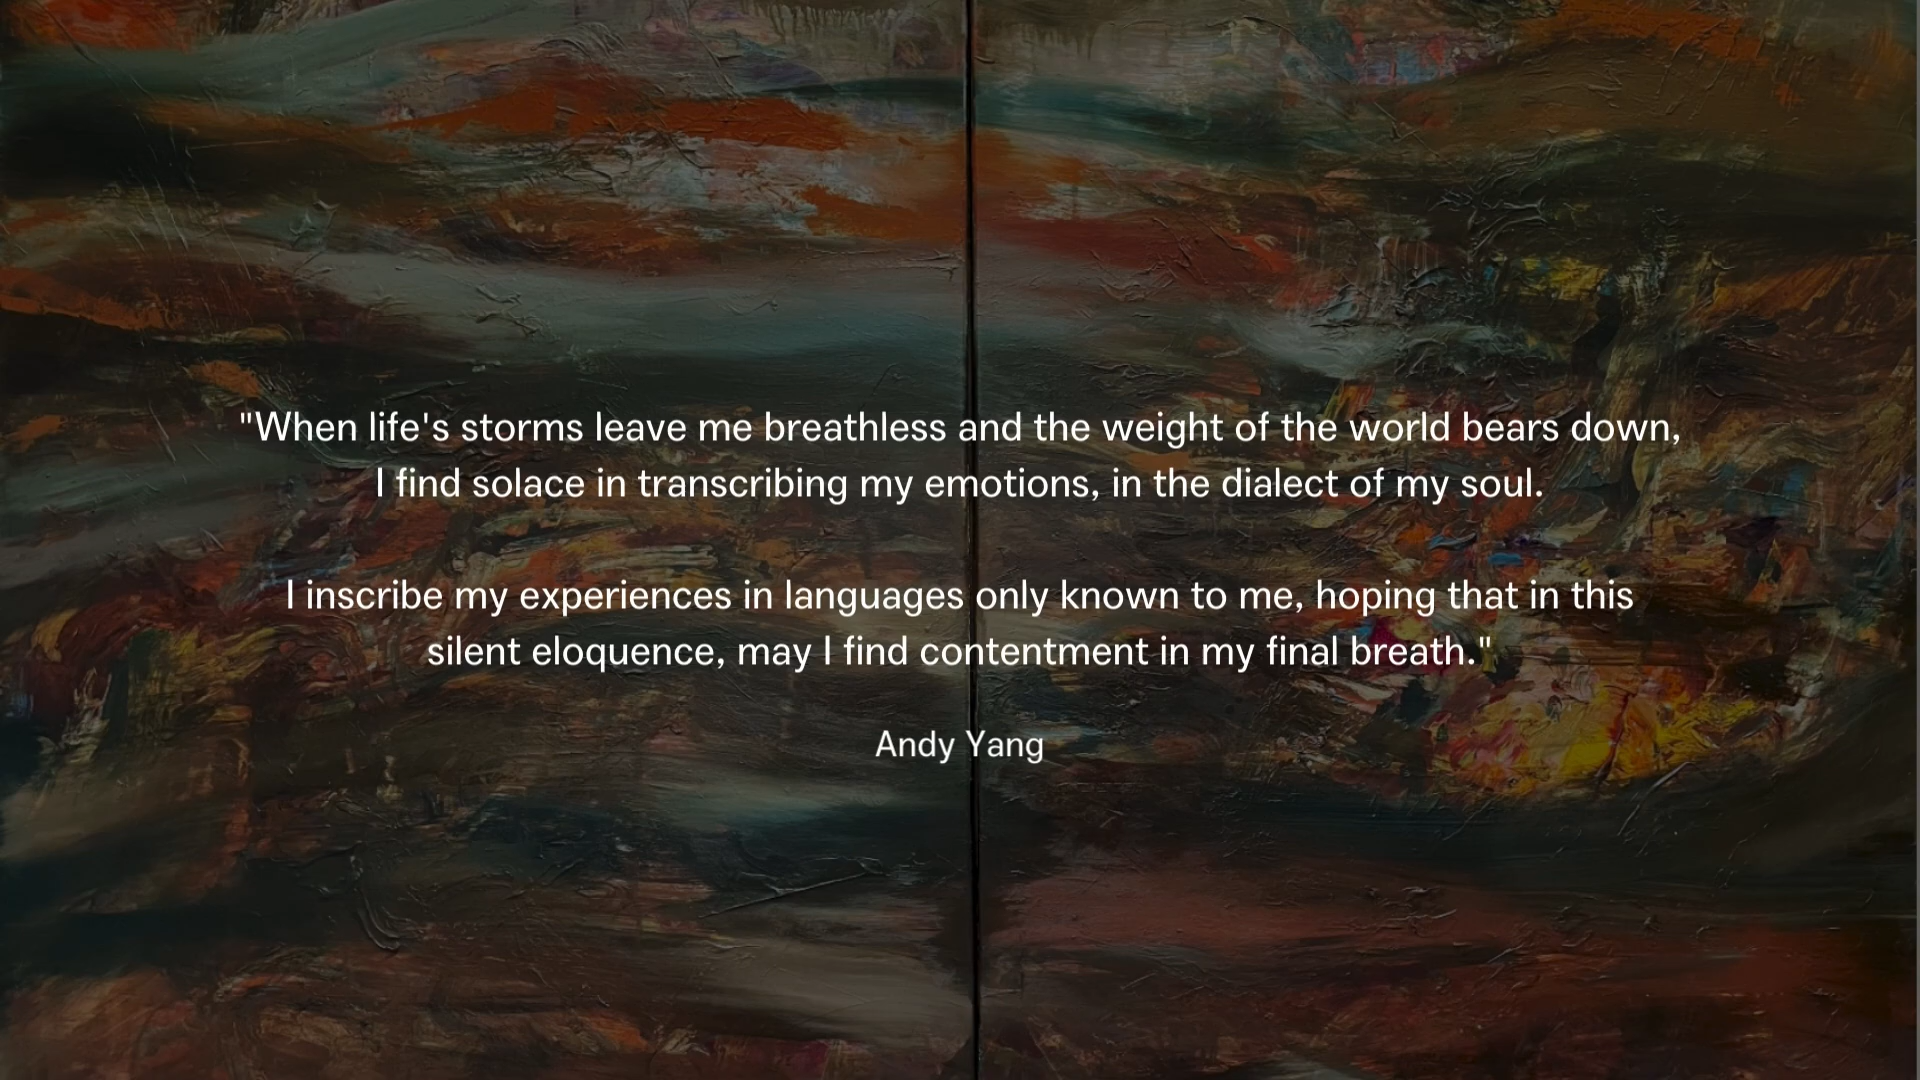 "When life's storms leave me breathless and the weight of the world bears down,
I find solace in transcribing my emotions, in the dialect of my soul.
I inscribe my experiences in languages only known to me, hoping that in this
silent eloquence, may I find contentment in my final breath."
Andy Yang